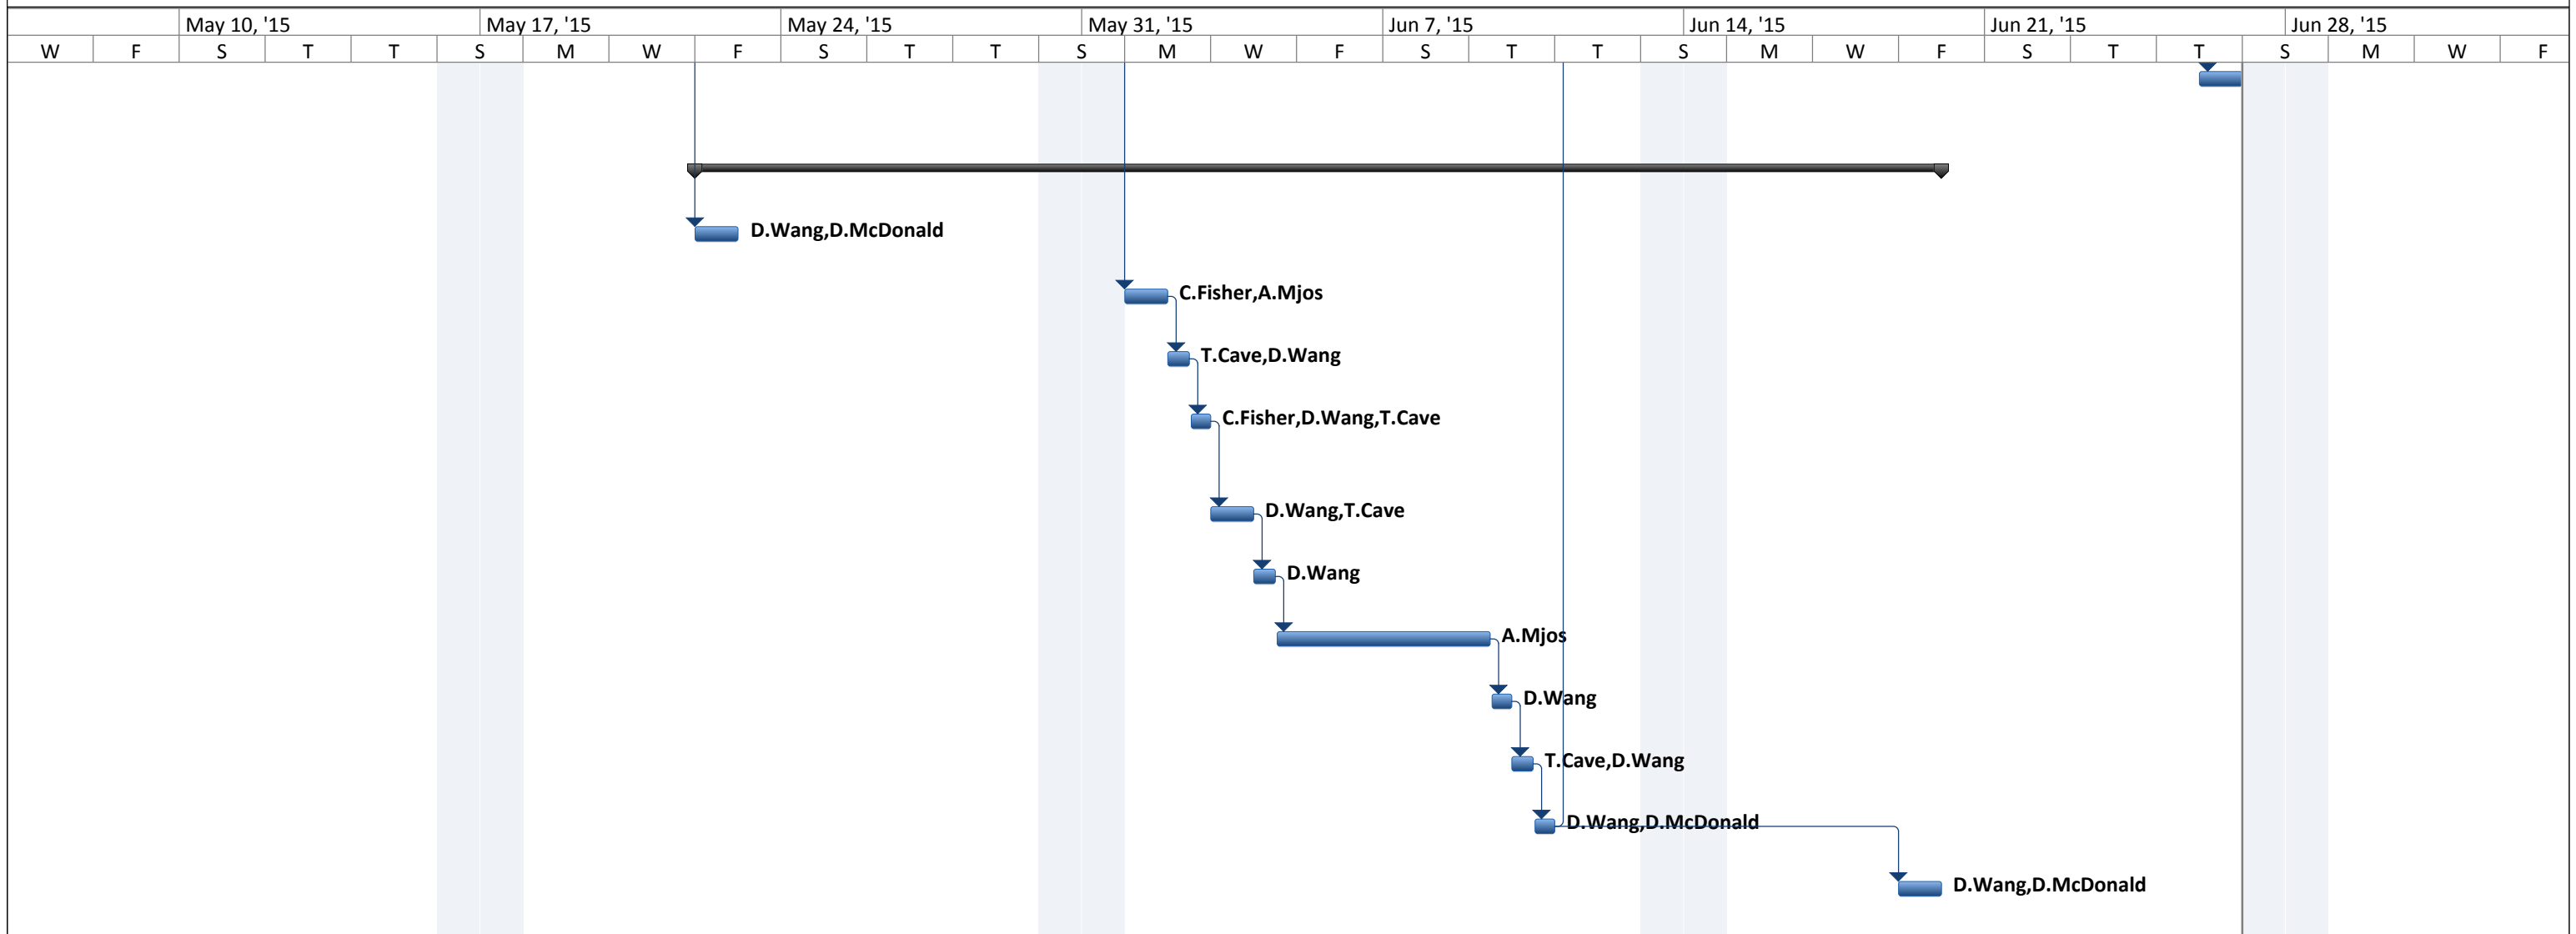 May 10, '15 May 17, '15 May 24, '15 May 31, '15 Jun 7, '15 Jun 14, '15 Jun 21, '15 Jun 28, '15
W F S T T S M W F S T T S M W F S T T S M W F S T T S M W F
D.Wang,D.McDonald
C.Fisher,A.Mjos
T.Cave,D.Wang
C.Fisher,D.Wang,T.Cave
D.Wang,T.Cave
D.Wang
A.Mjos
D.Wang
T.Cave,D.Wang
D.Wang,D.McDonald
D.Wang,D.McDonald